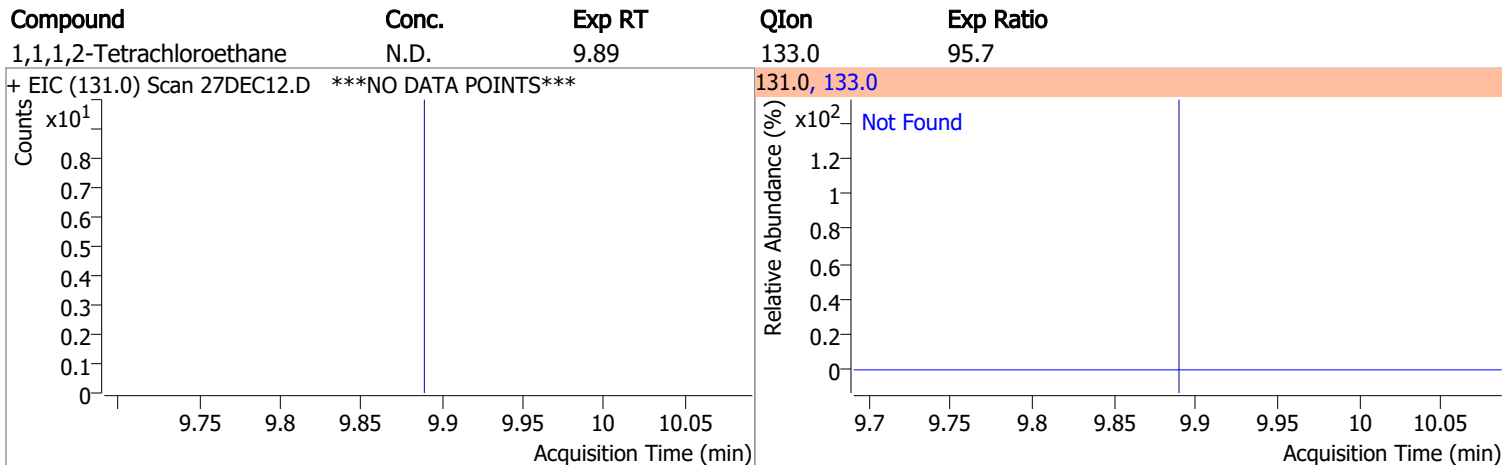 Compound Conc. Exp RT QIon Exp Ratio
1,1,1,2-Tetrachloroethane N.D. 9.89 133.0 95.7
+ EIC (131.0) Scan 27DEC12.D ***NO DATA POINTS***
Counts
x10¹
0.8
0.7
0.6
0.5
0.4
0.3
0.2
0.1
0
9.75 9.8 9.85 9.9 9.95 10 10.05
Acquisition Time (min)
131.0, 133.0
Relative Abundance (%)
x10²
Not Found
1.2
1
0.8
0.6
0.4
0.2
0
9.7 9.75 9.8 9.85 9.9 9.95 10 10.05
Acquisition Time (min)